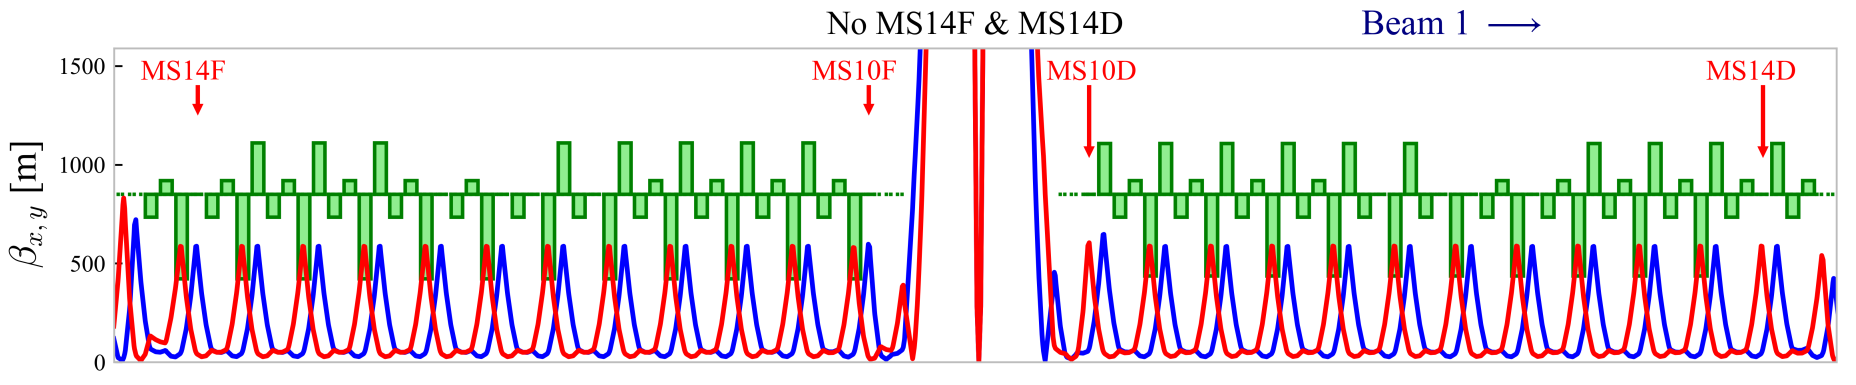 No MS14F & MS14D
Beam 1 →
MS14F
MS10F
MS10D
MS14D
β_{x, y} [m]
1500
1000
500
0